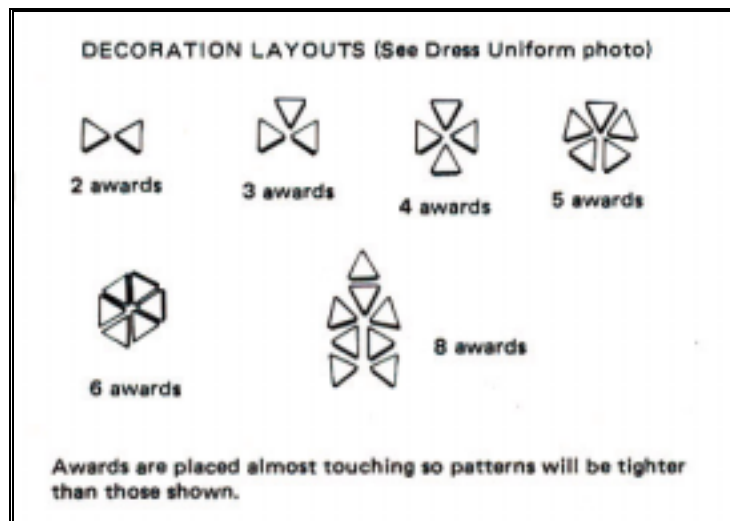 DECORATION LAYOUTS (See Dress Uniform photo)
2 awards
3 awards
4 awards
5 awards
6 awards
8 awards
Awards are placed almost touching so patterns will be tighter
than those shown.